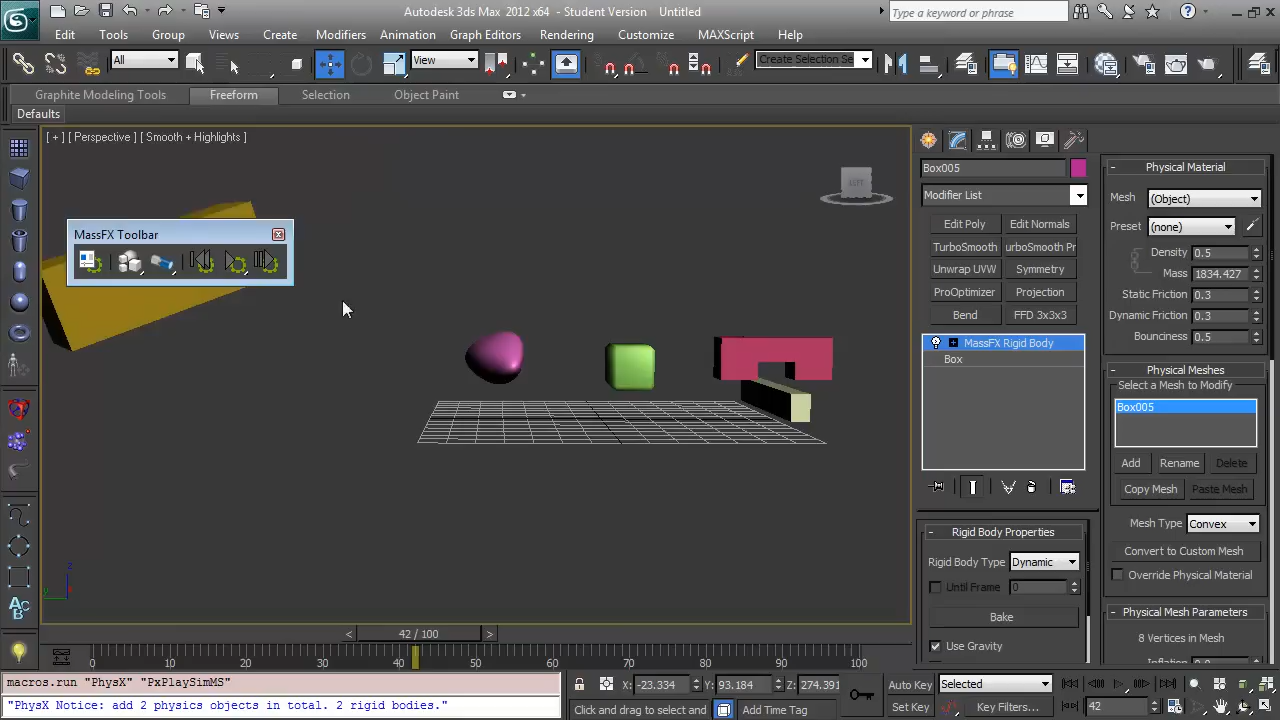 Autodesk 3ds Max 2012 x64 - Student Version Untitled
Type a keyword or phrase
Edit Tools Group Views Create Modifiers Animation Graph Editors Rendering Customize MAXScript Help
All View Create Selection Se
Graphite Modeling Tools Freeform Selection Object Paint
Defaults
[ + ] [ Perspective ] [ Smooth + Highlights ]
MassFX Toolbar
LEFT
Box005
Modifier List
Edit Poly Edit Normals
TurboSmooth urboSmooth Pr
Unwrap UVW Symmetry
ProOptimizer Projection
Bend FFD 3x3x3
MassFX Rigid Body
Box
Rigid Body Properties
Rigid Body Type Dynamic
Until Frame 0
Bake
Use Gravity
Physical Material
Mesh (Object)
Preset (none)
Density 0.5
Mass 1834.427
Static Friction 0.3
Dynamic Friction 0.3
Bounciness 0.5
Physical Meshes
Select a Mesh to Modify
Box005
Add Rename Delete
Copy Mesh Paste Mesh
Mesh Type Convex
Convert to Custom Mesh
Override Physical Material
Physical Mesh Parameters
8 Vertices in Mesh
z
y
< 42 / 100 >
0 10 20 30 40 50 60 70 80 90 100
macros.run "PhysX" "PxPlaySimMS"
"PhysX Notice: add 2 physics objects in total. 2 rigid bodies."
X: -23.334 Y: 93.184 Z: 274.391
Click and drag to select and Add Time Tag
Auto Key Selected
Set Key Key Filters... 42